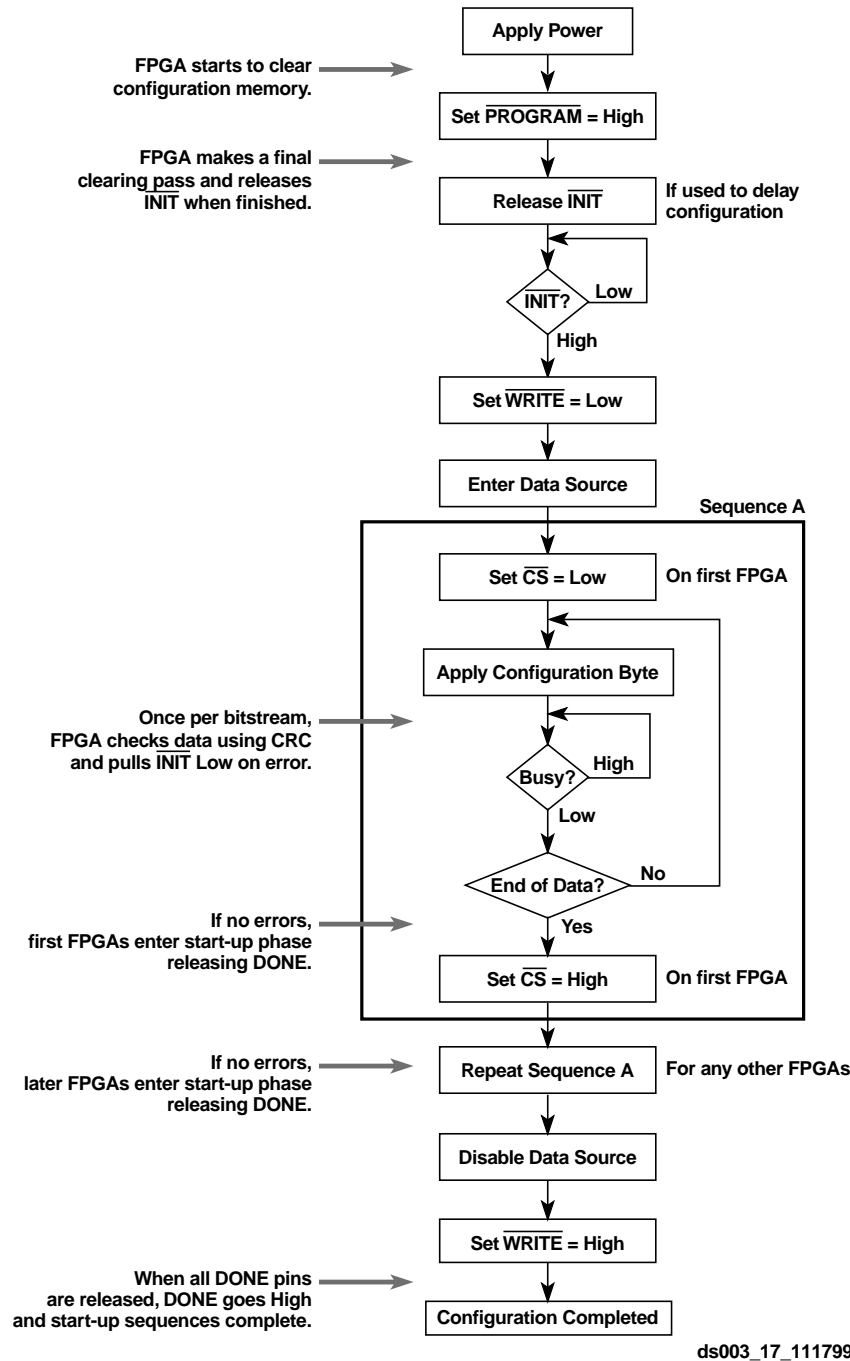 Apply Power
FPGA starts to clear
configuration memory.
Set PROGRAM = High
FPGA makes a final
clearing pass and releases
INIT when finished.
Release INIT
If used to delay
configuration
INIT?
Low
High
Set WRITE = Low
Enter Data Source
Sequence A
Set CS = Low
On first FPGA
Apply Configuration Byte
Once per bitstream,
FPGA checks data using CRC
and pulls INIT Low on error.
High
Busy?
Low
End of Data?
No
Yes
If no errors,
first FPGAs enter start-up phase
releasing DONE.
Set CS = High
On first FPGA
If no errors,
later FPGAs enter start-up phase
releasing DONE.
Repeat Sequence A
For any other FPGAs
Disable Data Source
Set WRITE = High
When all DONE pins
are released, DONE goes High
and start-up sequences complete.
Configuration Completed
ds003_17_111799